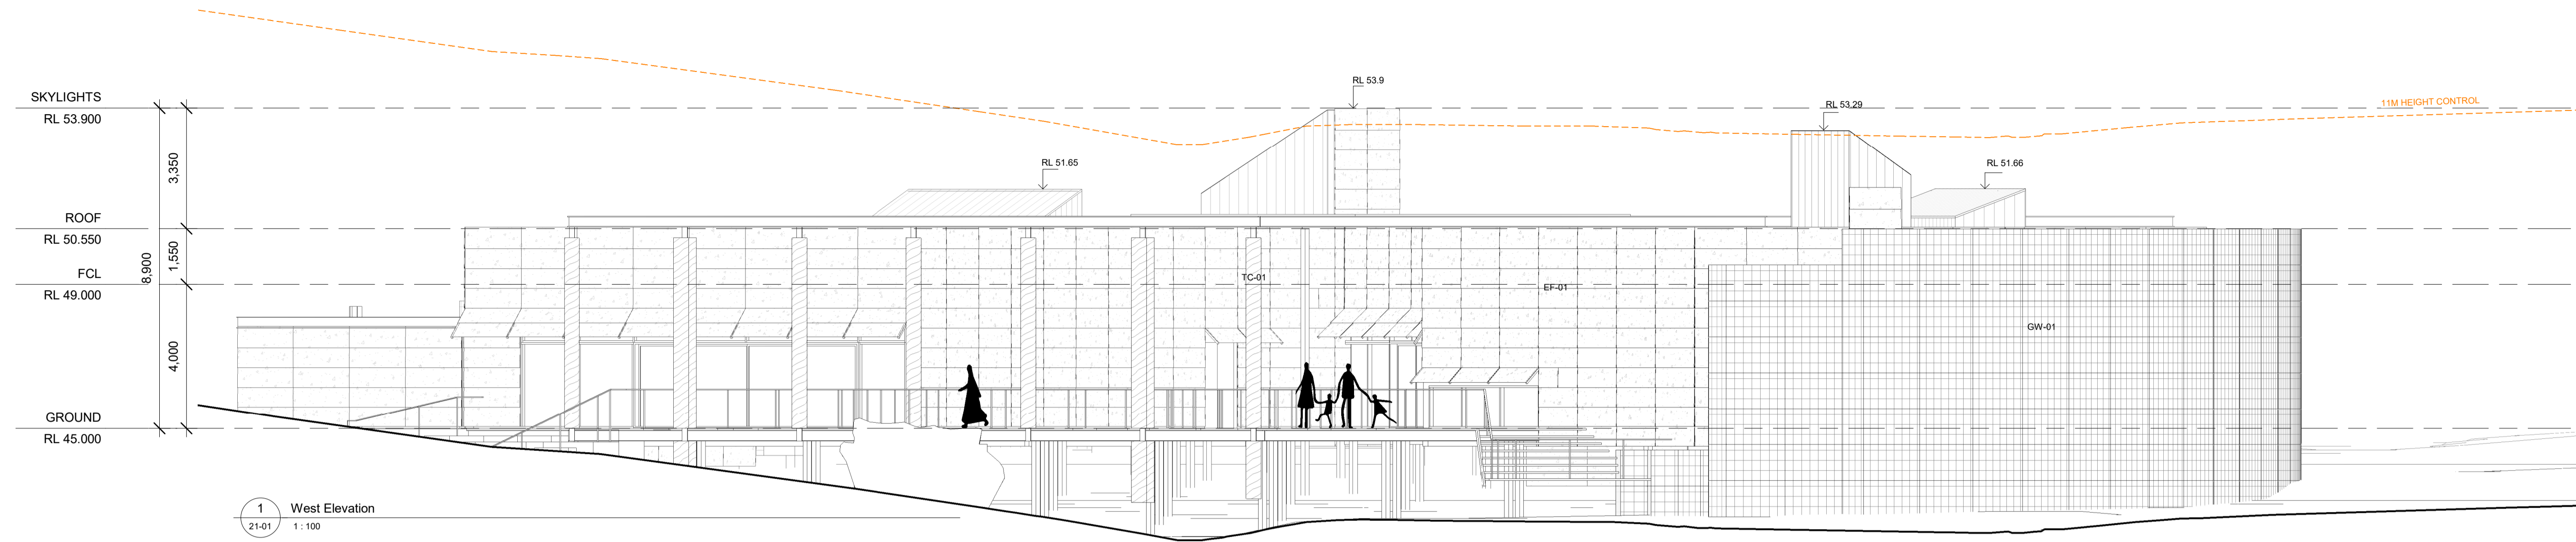 RL 53.9
SKYLIGHTS
RL 53.900
11M HEIGHT CONTROL
RL 53.29
3,350
RL 51.65
RL 51.66
ROOF
RL 50.550
1,550
8,900
FCL
RL 49.000
TC-01
EF-01
GW-01
4,000
GROUND
RL 45.000
1
West Elevation
21-01
1 : 100